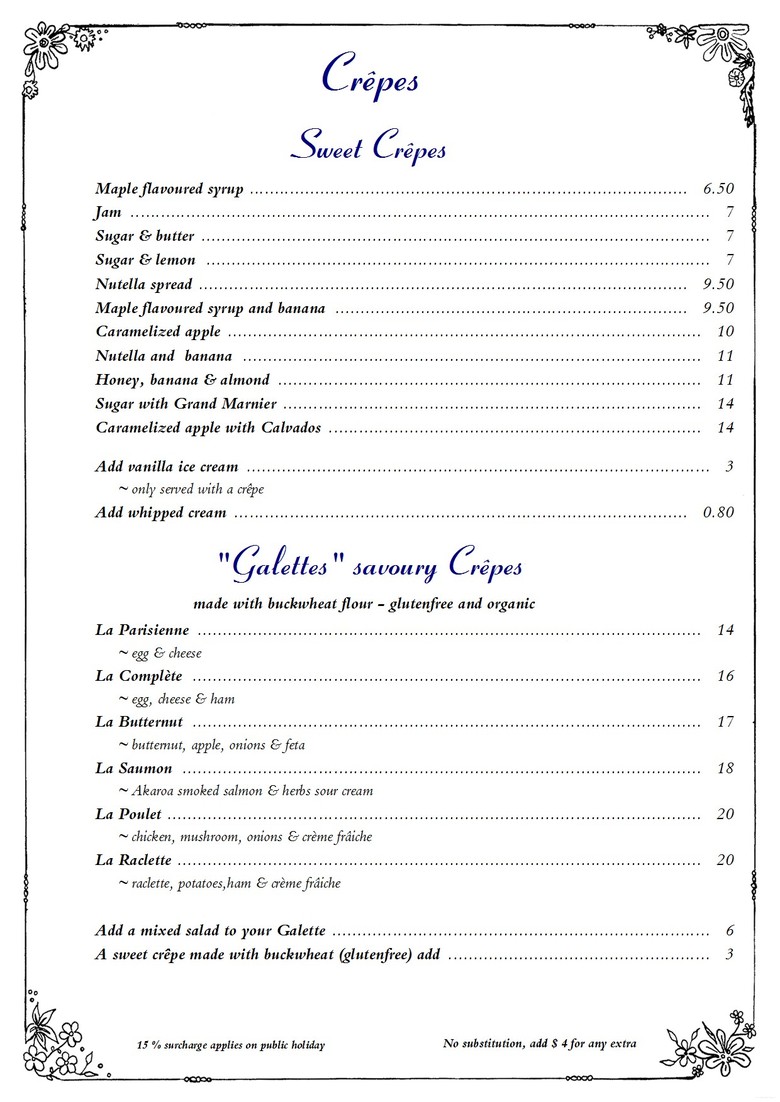 Crêpes
Sweet Crêpes
Maple flavoured syrup ........ 6.50
Jam ........ 7
Sugar & butter ........ 7
Sugar & lemon ........ 7
Nutella spread ........ 9.50
Maple flavoured syrup and banana ........ 9.50
Caramelized apple ........ 10
Nutella and banana ........ 11
Honey, banana & almond ........ 11
Sugar with Grand Marnier ........ 14
Caramelized apple with Calvados ........ 14
Add vanilla ice cream ........ 3
~ only served with a crêpe
Add whipped cream ........ 0.80
"Galettes" savoury Crêpes
made with buckwheat flour – glutenfree and organic
La Parisienne ........ 14
~ egg & cheese
La Complète ........ 16
~ egg, cheese & ham
La Butternut ........ 17
~ butternut, apple, onions & feta
La Saumon ........ 18
~ Akaroa smoked salmon & herbs sour cream
La Poulet ........ 20
~ chicken, mushroom, onions & crème frâiche
La Raclette ........ 20
~ raclette, potatoes,ham & crème frâiche
Add a mixed salad to your Galette ........ 6
A sweet crêpe made with buckwheat (glutenfree) add ........ 3
15 % surcharge applies on public holiday
No substitution, add $ 4 for any extra